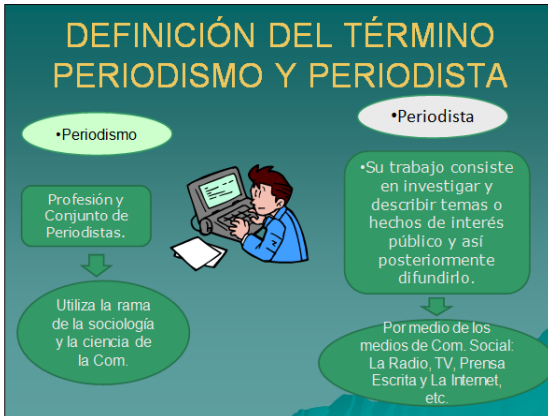 DEFINICIÓN DEL TÉRMINO
PERIODISMO Y PERIODISTA
•Periodismo
Profesión y
Conjunto de
Periodistas.
Utiliza la rama
de la sociología
y la ciencia de
la Com.
•Periodista
•Su trabajo consiste
en investigar y
describir temas o
hechos de interés
público y así
posteriormente
difundirlo.
Por medio de los
medios de Com. Social:
La Radio, TV, Prensa
Escrita y La Internet,
etc.